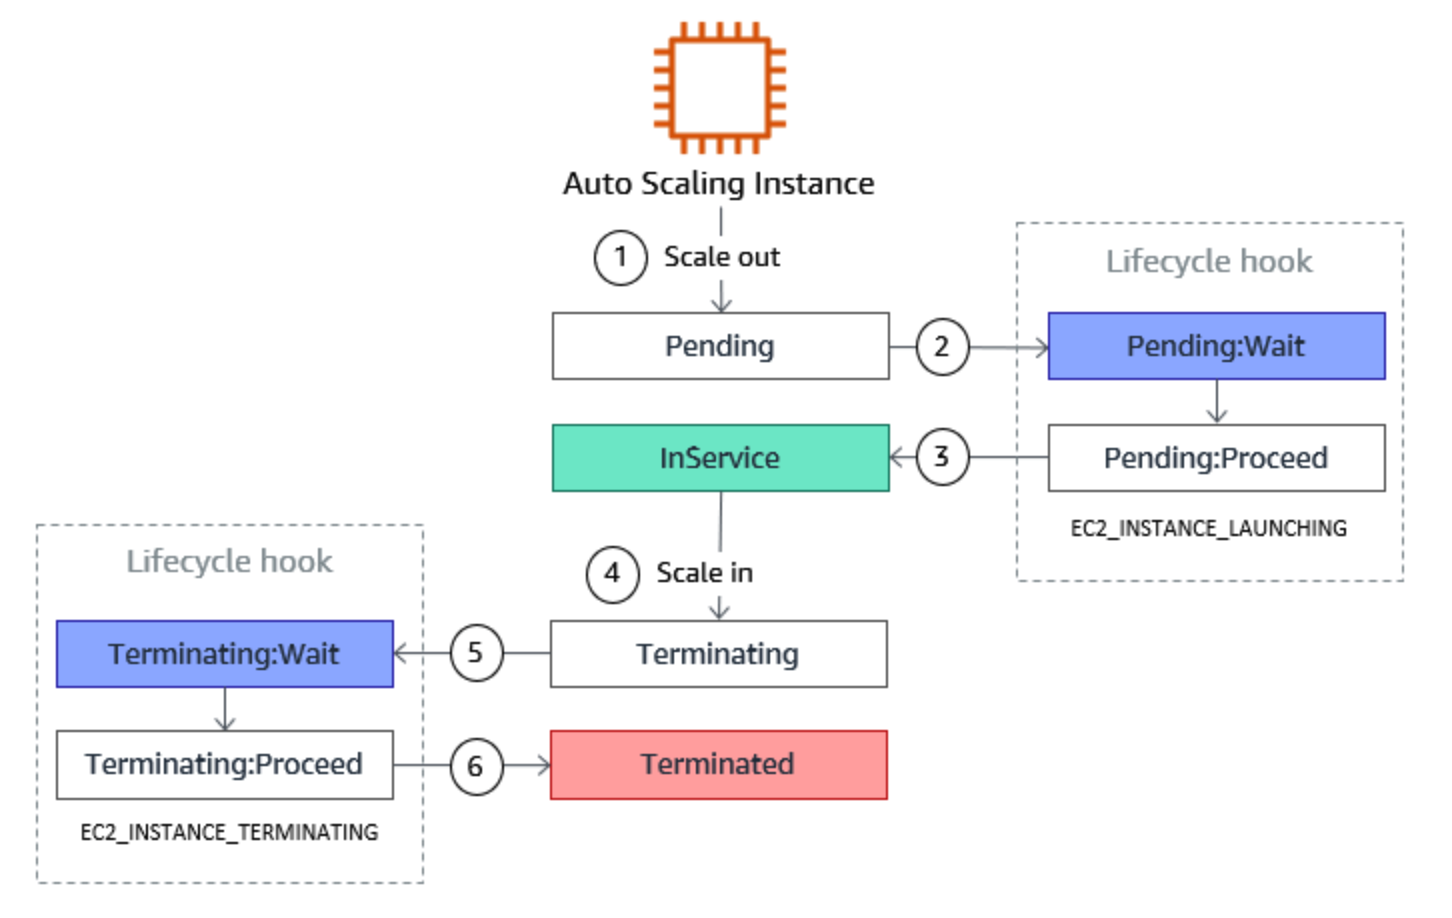 Auto Scaling Instance
1 Scale out
Lifecycle hook
Pending
2
Pending:Wait
InService
3
Pending:Proceed
EC2_INSTANCE_LAUNCHING
Lifecycle hook
4 Scale in
Terminating:Wait
5
Terminating
Terminating:Proceed
6
Terminated
EC2_INSTANCE_TERMINATING